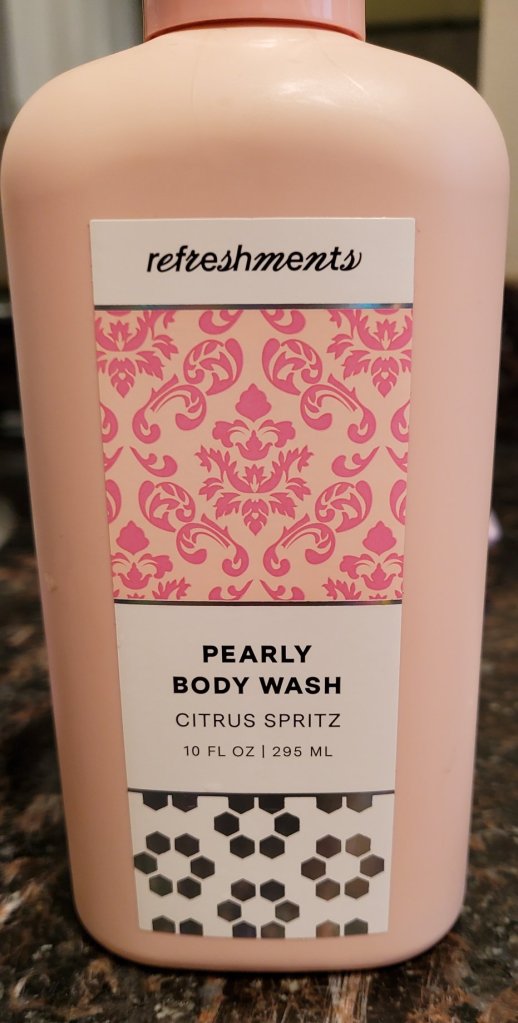 refreshments
PEARLY
BODY WASH
CITRUS SPRITZ
10 FL OZ | 295 ML